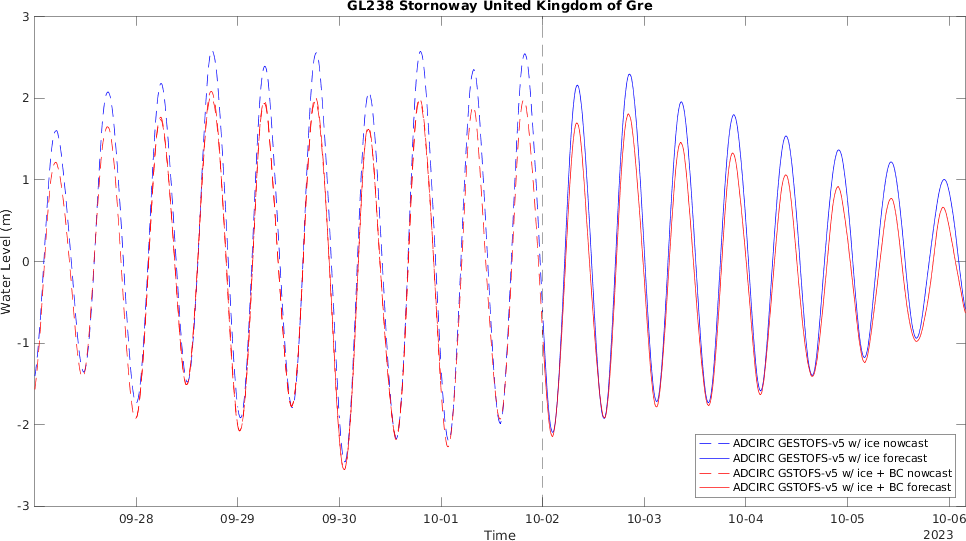 GL238 Stornoway United Kingdom of Gre
3
2
1
0
-1
-2
-3
Water Level (m)
09-28
09-29
09-30
10-01
10-02
10-03
10-04
10-05
10-06
Time
2023
ADCIRC GESTOFS-v5 w/ ice nowcast
ADCIRC GESTOFS-v5 w/ ice forecast
ADCIRC GSTOFS-v5 w/ ice + BC nowcast
ADCIRC GSTOFS-v5 w/ ice + BC forecast